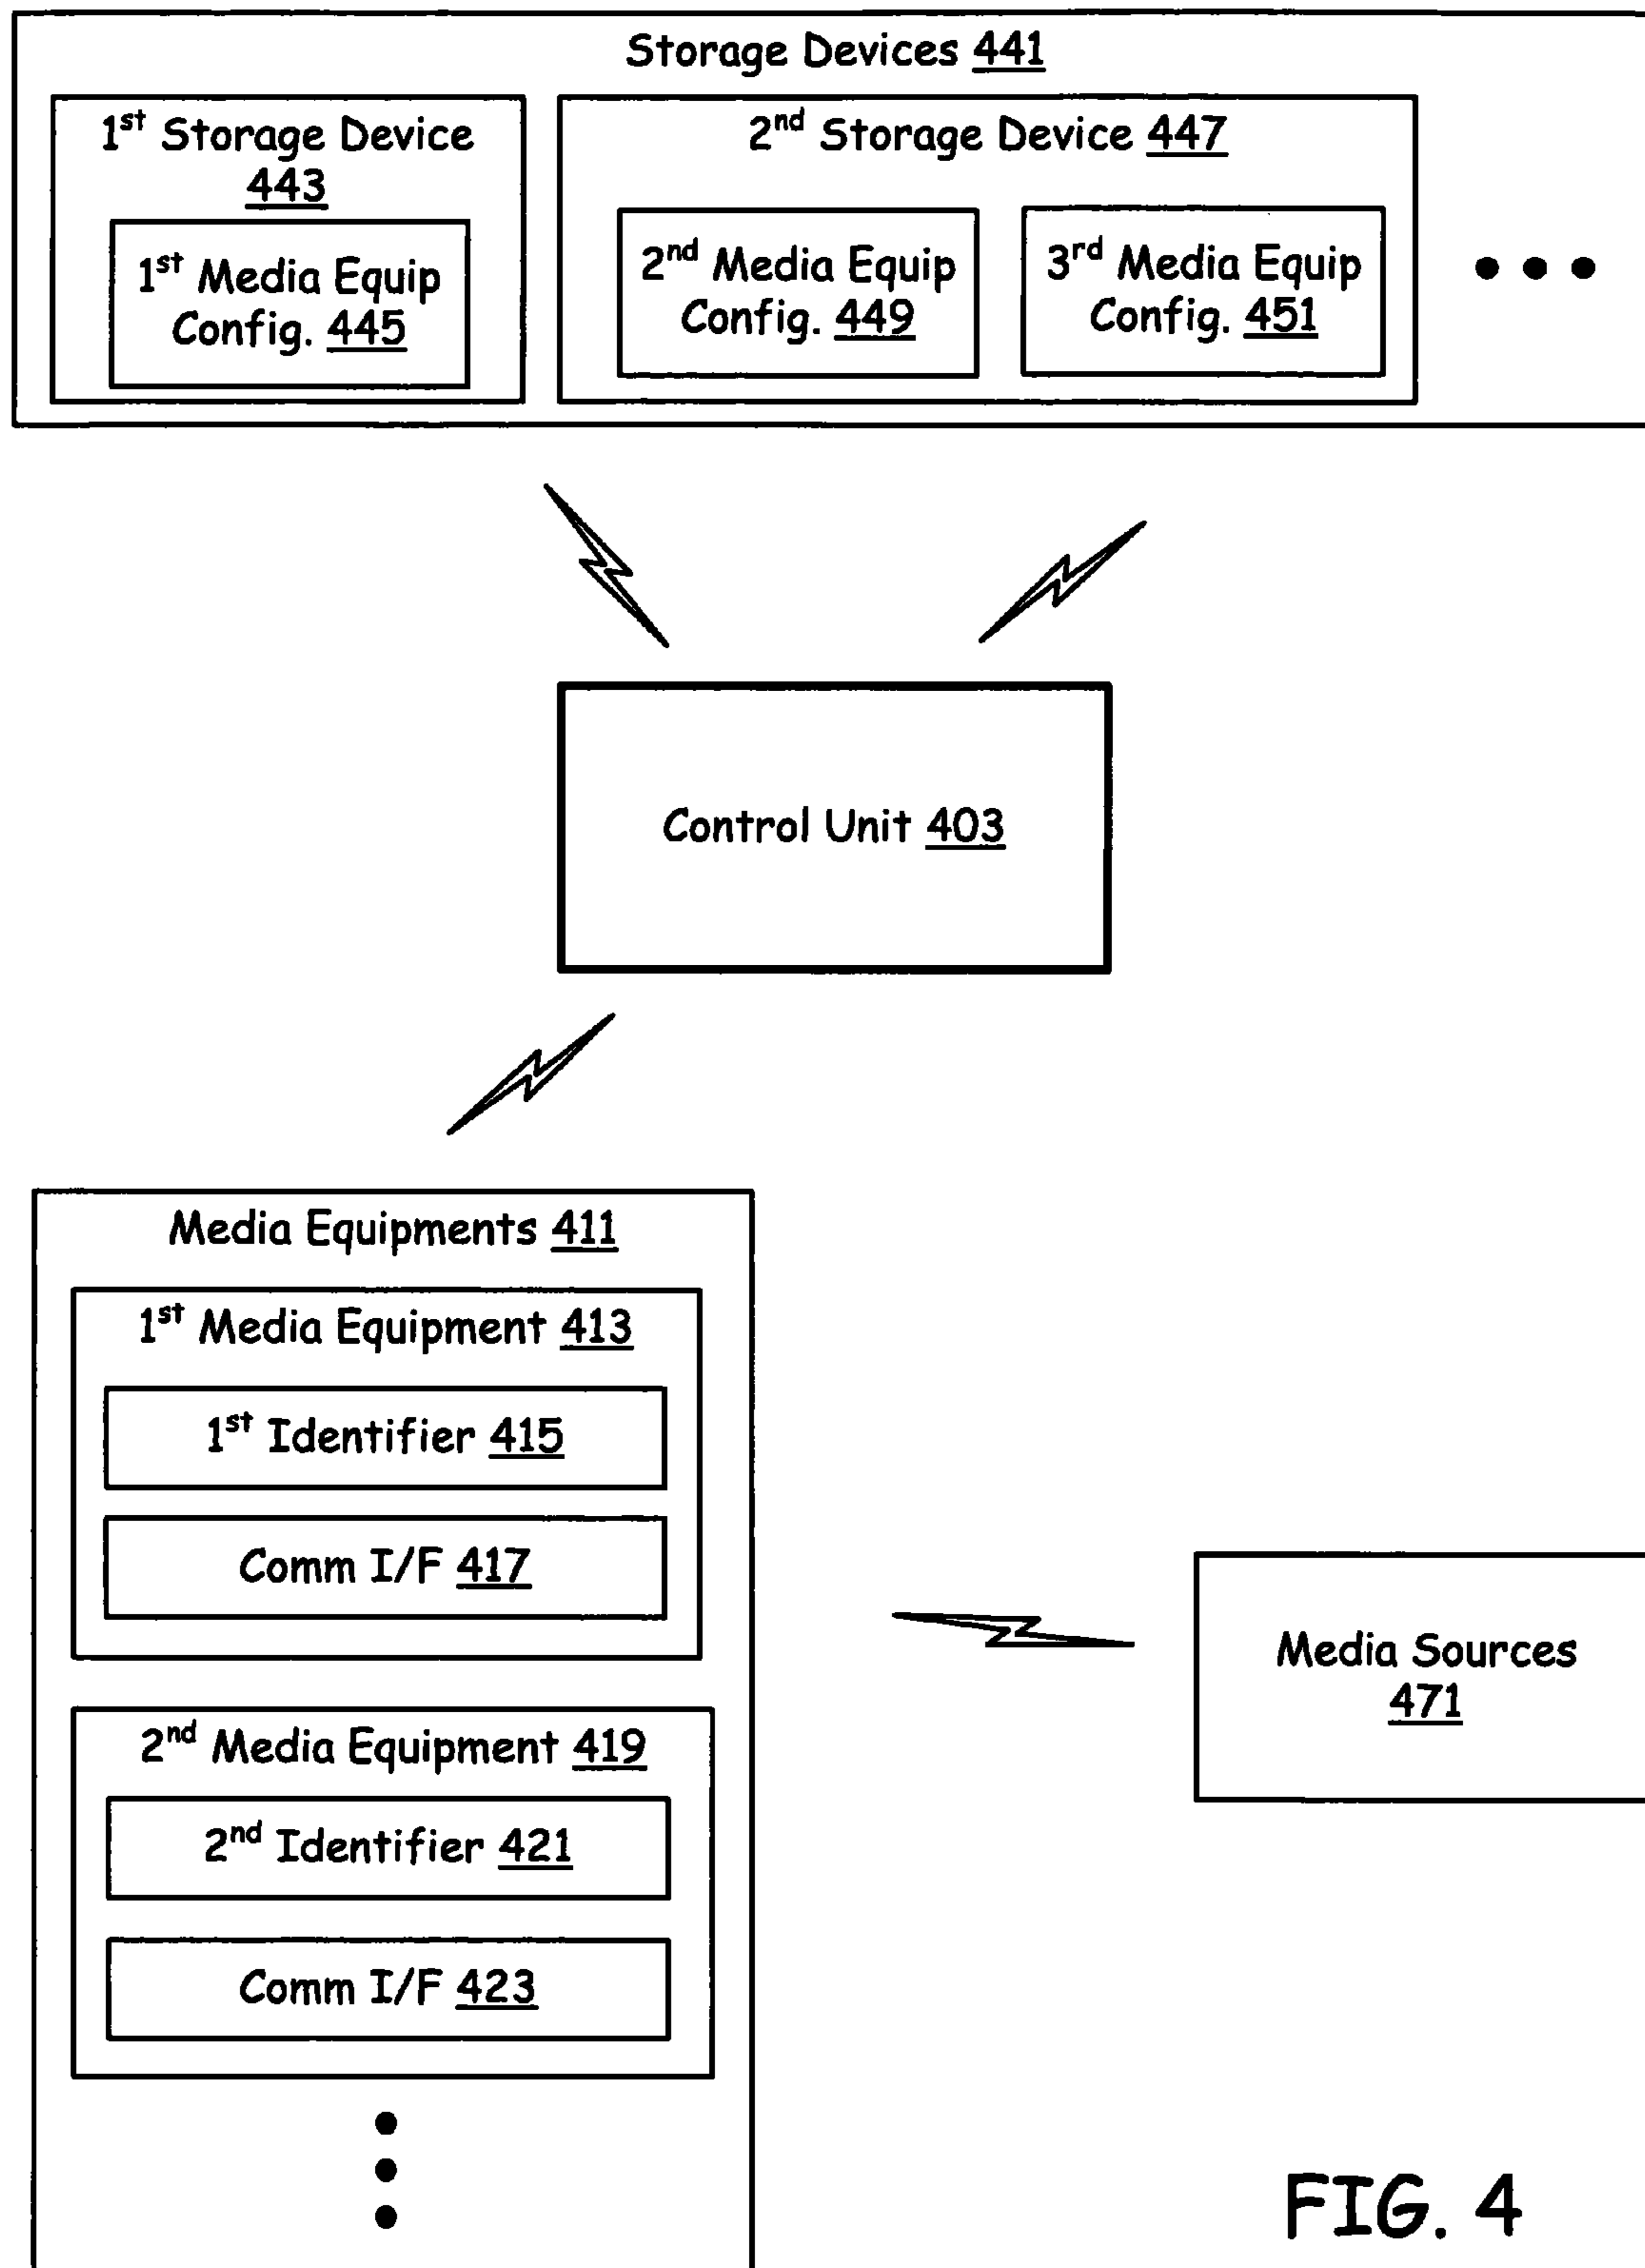 Storage Devices 441
1st Storage Device
443
1st Media Equip
Config. 445
2nd Storage Device 447
2nd Media Equip
Config. 449
3rd Media Equip
Config. 451
Control Unit 403
Media Equipments 411
1st Media Equipment 413
1st Identifier 415
Comm I/F 417
2nd Media Equipment 419
2nd Identifier 421
Comm I/F 423
Media Sources
471
FIG. 4